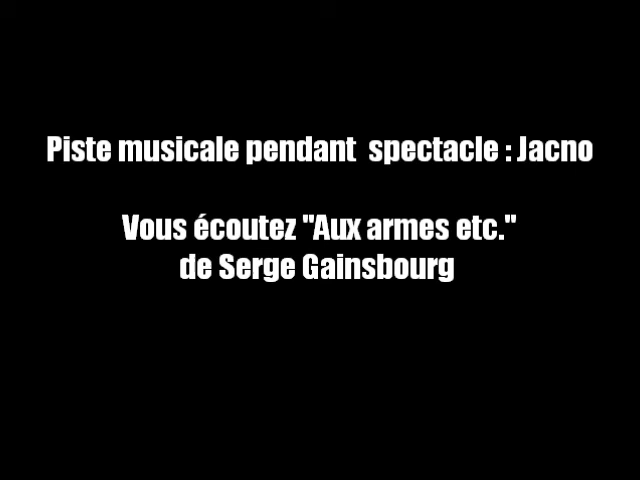 Piste musicale pendant  spectacle : Jacno
Vous écoutez "Aux armes etc."
de Serge Gainsbourg